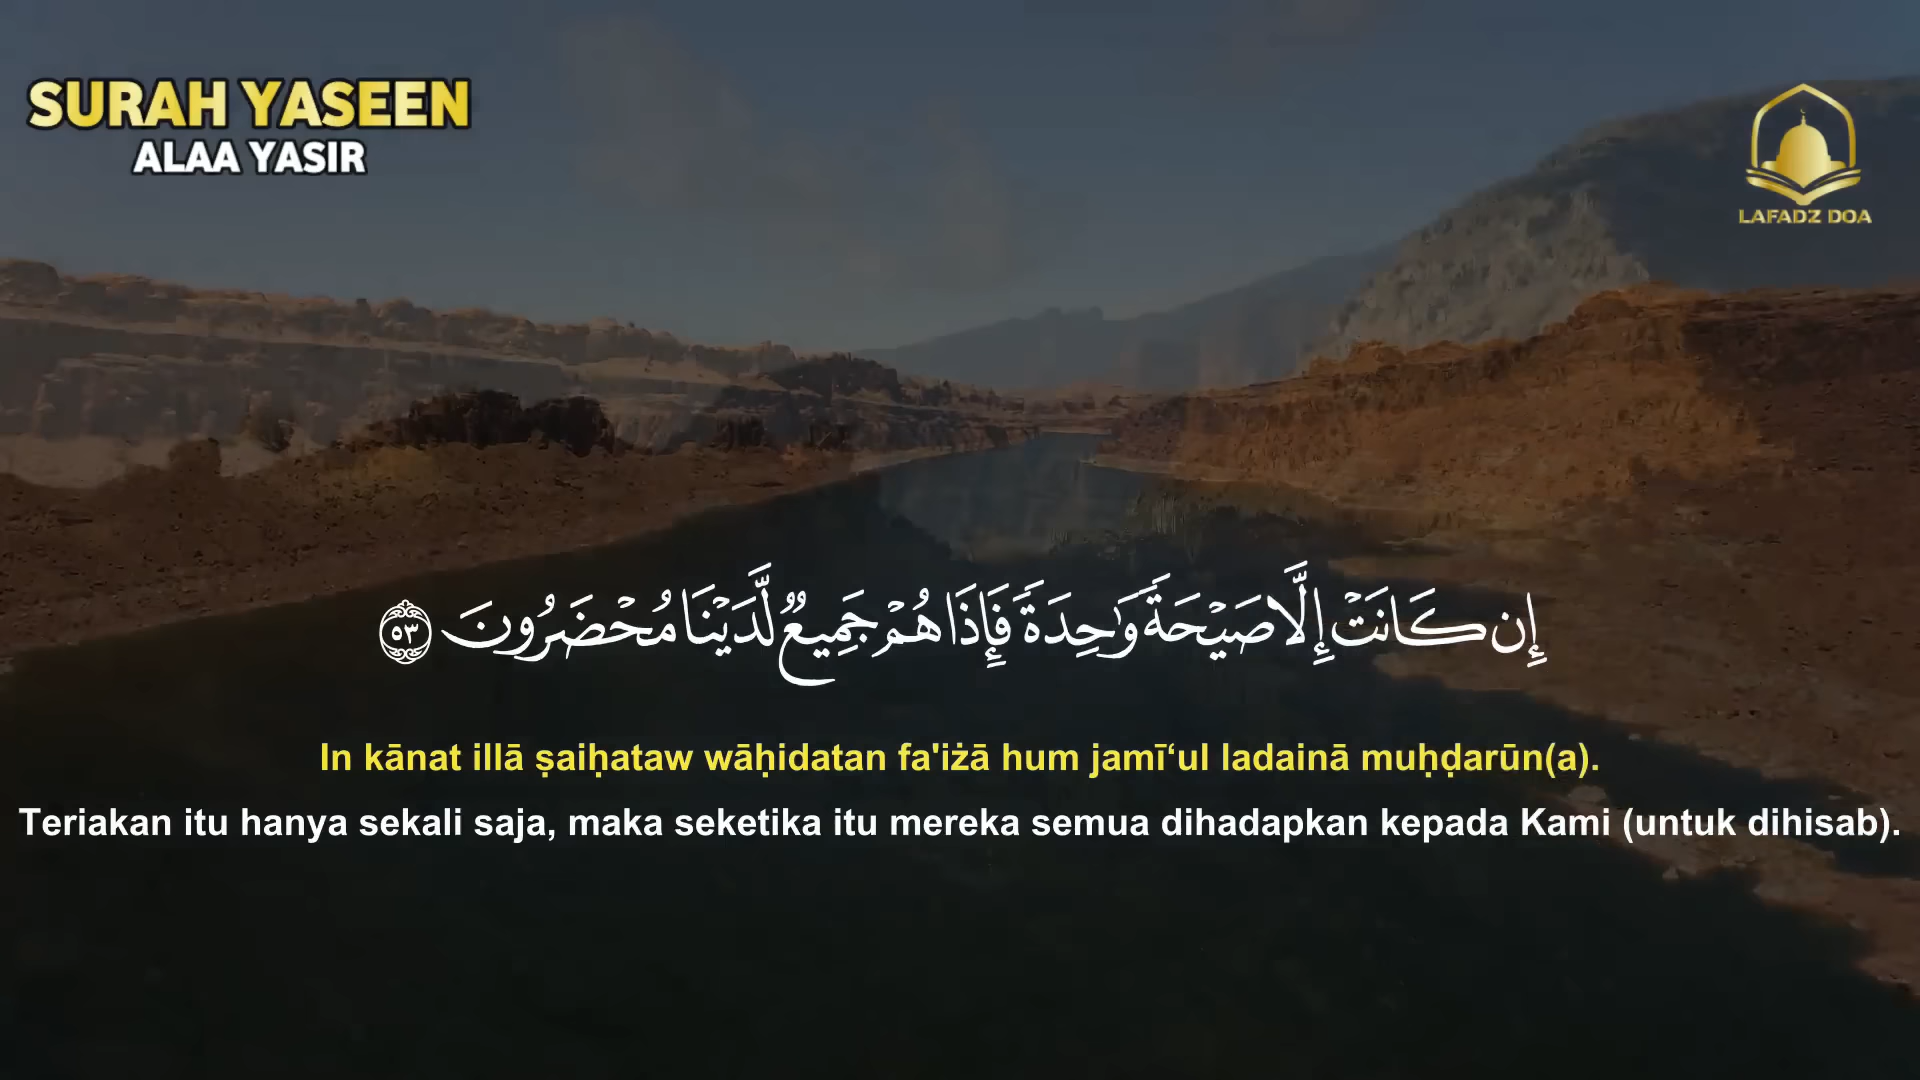 SURAH YASEEN
ALAA YASIR
LAFADZ DOA
إِن كَانَتْ إِلَّا صَيْحَةً وَٰحِدَةً فَإِذَا هُمْ جَمِيعٌ لَّدَيْنَا مُحْضَرُونَ ٥٣
In kānat illā ṣaiḥataw wāḥidatan fa'iżā hum jamī‘ul ladainā muḥḍarūn(a).
Teriakan itu hanya sekali saja, maka seketika itu mereka semua dihadapkan kepada Kami (untuk dihisab).